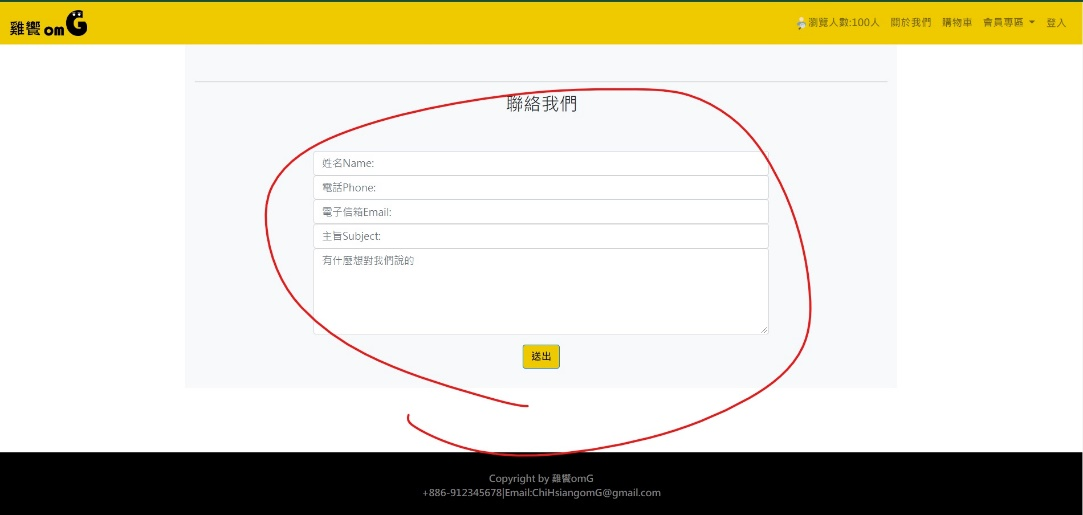 雞饗omG
瀏覽人數:100人 關於我們 購物車 會員專區 登入
聯絡我們
姓名Name:
電話Phone:
電子信箱Email:
主旨Subject:
有什麼想對我們說的
送出
Copyright by 雞饗omG
+886-912345678|Email:ChiHsiangomG@gmail.com